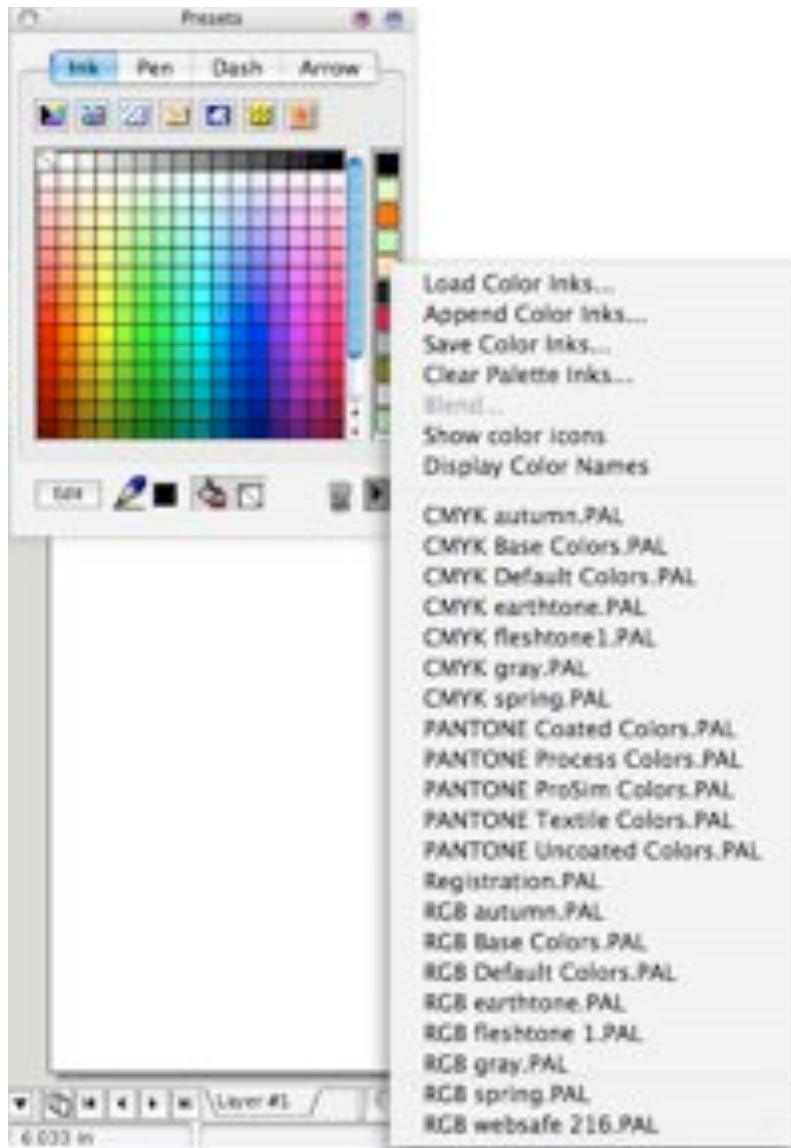 Presets
Ink Pen Dash Arrow
Load Color Inks...
Append Color Inks...
Save Color Inks...
Clear Palette Inks...
Blend...
Show color icons
Display Color Names
Edit
CMYK autumn.PAL
CMYK Base Colors.PAL
CMYK Default Colors.PAL
CMYK earthtone.PAL
CMYK fleshtone1.PAL
CMYK gray.PAL
CMYK spring.PAL
PANTONE Coated Colors.PAL
PANTONE Process Colors.PAL
PANTONE ProSim Colors.PAL
PANTONE Textile Colors.PAL
PANTONE Uncoated Colors.PAL
Registration.PAL
RGB autumn.PAL
RGB Base Colors.PAL
RGB Default Colors.PAL
RGB earthtone.PAL
RGB fleshtone 1.PAL
RGB gray.PAL
RGB spring.PAL
RGB websafe 216.PAL
Layer #1
6.033 in